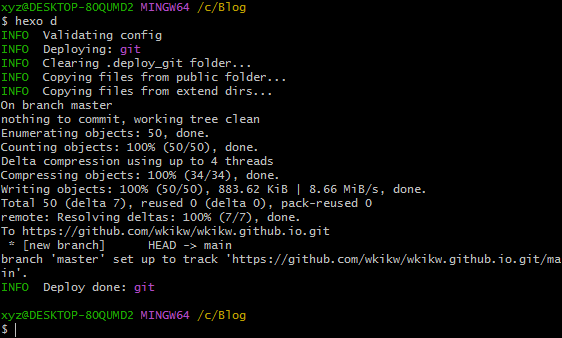 xyz@DESKTOP-8OQUMD2 MINGW64 /c/Blog
$ hexo d
INFO  Validating config
INFO  Deploying: git
INFO  Clearing .deploy_git folder...
INFO  Copying files from public folder...
INFO  Copying files from extend dirs...
On branch master
nothing to commit, working tree clean
Enumerating objects: 50, done.
Counting objects: 100% (50/50), done.
Delta compression using up to 4 threads
Compressing objects: 100% (34/34), done.
Writing objects: 100% (50/50), 883.62 KiB | 8.66 MiB/s, done.
Total 50 (delta 7), reused 0 (delta 0), pack-reused 0
remote: Resolving deltas: 100% (7/7), done.
To https://github.com/wkikw/wkikw.github.io.git
 * [new branch]      HEAD -> main
branch 'master' set up to track 'https://github.com/wkikw/wkikw.github.io.git/ma
in'.
INFO  Deploy done: git
xyz@DESKTOP-8OQUMD2 MINGW64 /c/Blog
$